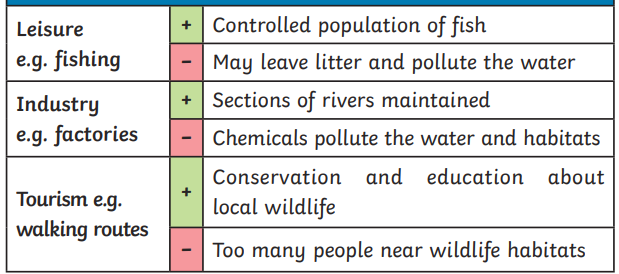 Leisure
e.g. fishing
+ Controlled population of fish
– May leave litter and pollute the water
Industry
e.g. factories
+ Sections of rivers maintained
– Chemicals pollute the water and habitats
Tourism e.g.
walking routes
+ Conservation and education about
local wildlife
– Too many people near wildlife habitats